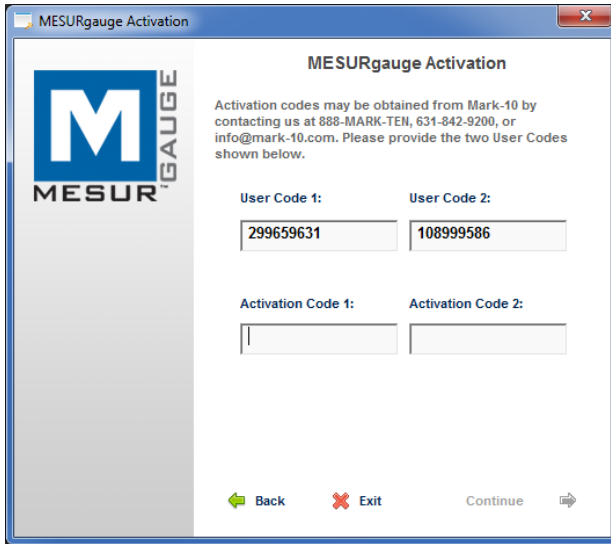 MESURgauge Activation
MESURgauge Activation
M
GAUGE
MESUR™
Activation codes may be obtained from Mark-10 by
contacting us at 888-MARK-TEN, 631-842-9200, or
info@mark-10.com. Please provide the two User Codes
shown below.
User Code 1: User Code 2:
299659631 108999586
Activation Code 1: Activation Code 2:
Back Exit Continue